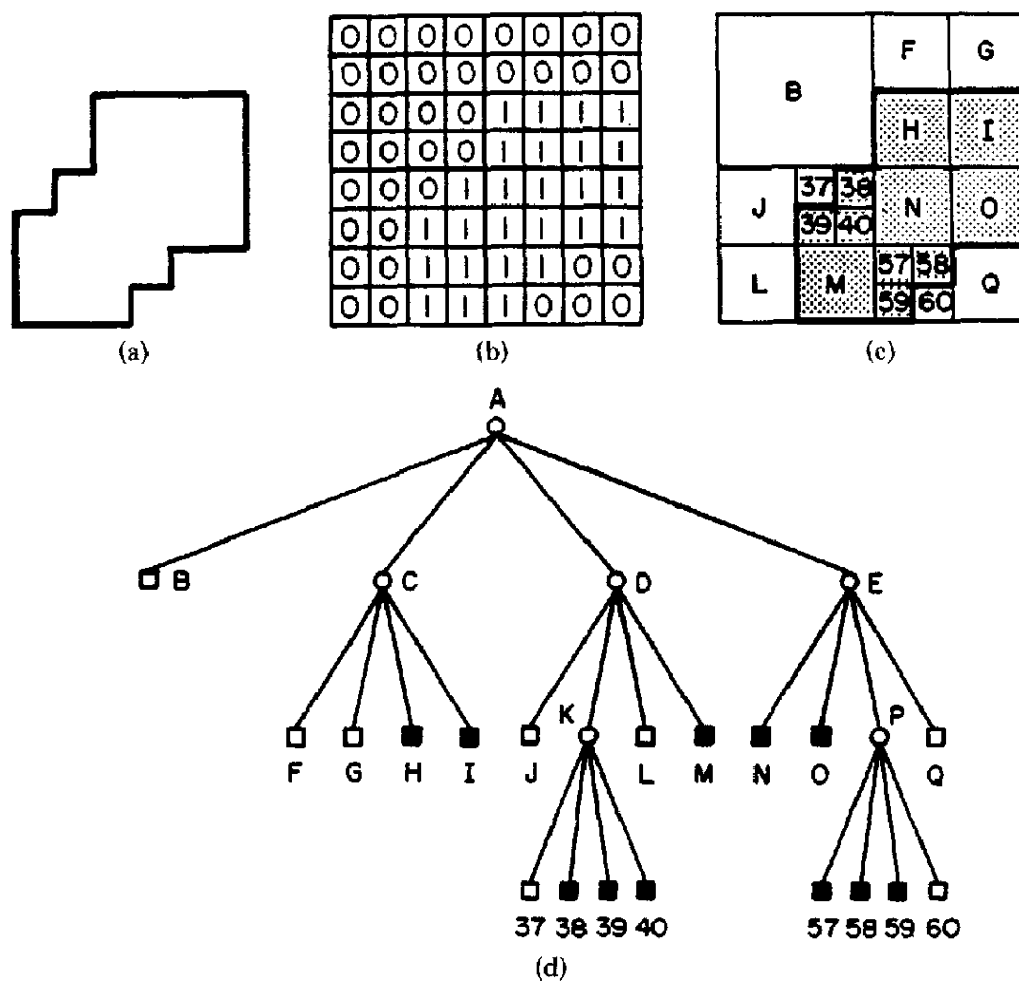 0 0 0 0 0 0 0 0
0 0 0 0 0 0 0 0
0 0 0 0 1 1 1 1
0 0 0 0 1 1 1 1
0 0 0 1 1 1 1 1
0 0 1 1 1 1 1 1
0 0 1 1 1 1 0 0
0 0 1 1 1 0 0 0
F G
B
H I
37 38
J N O
39 40
57 58
L M Q
59 60
(a) (b) (c)
A
B C D E
K P
F G H I J L M N O Q
37 38 39 40 57 58 59 60
(d)